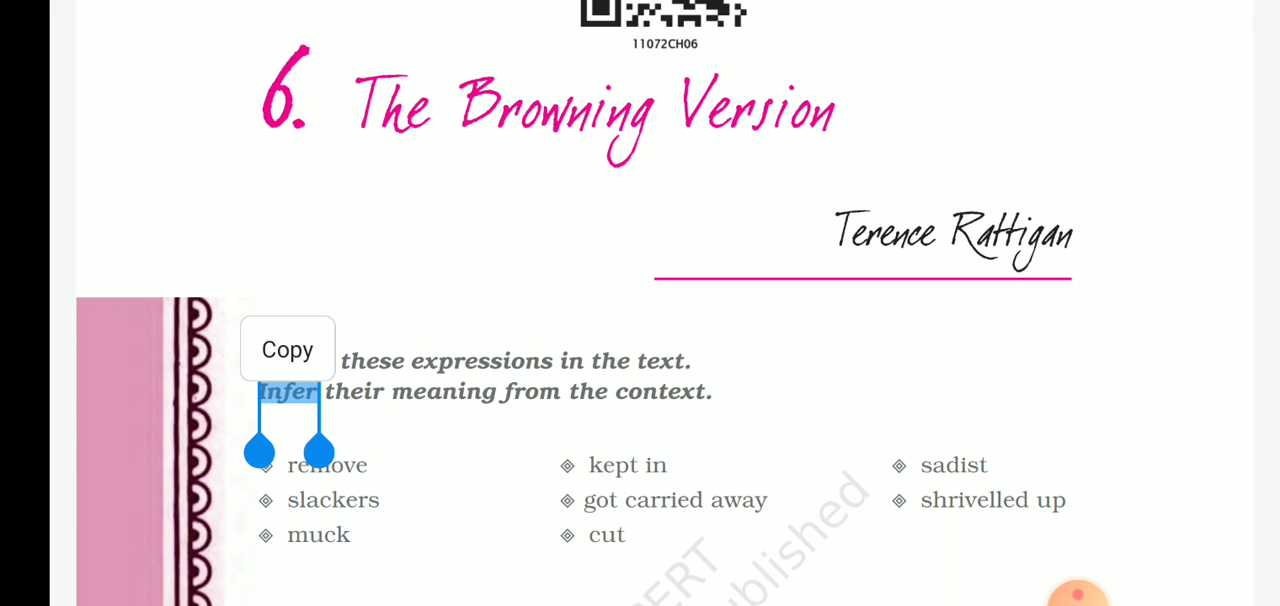 11072CH06
6. The Browning Version
Terence Rattigan
Copy
these expressions in the text.
Infer their meaning from the context.
remove kept in sadist
slackers got carried away shrivelled up
muck cut